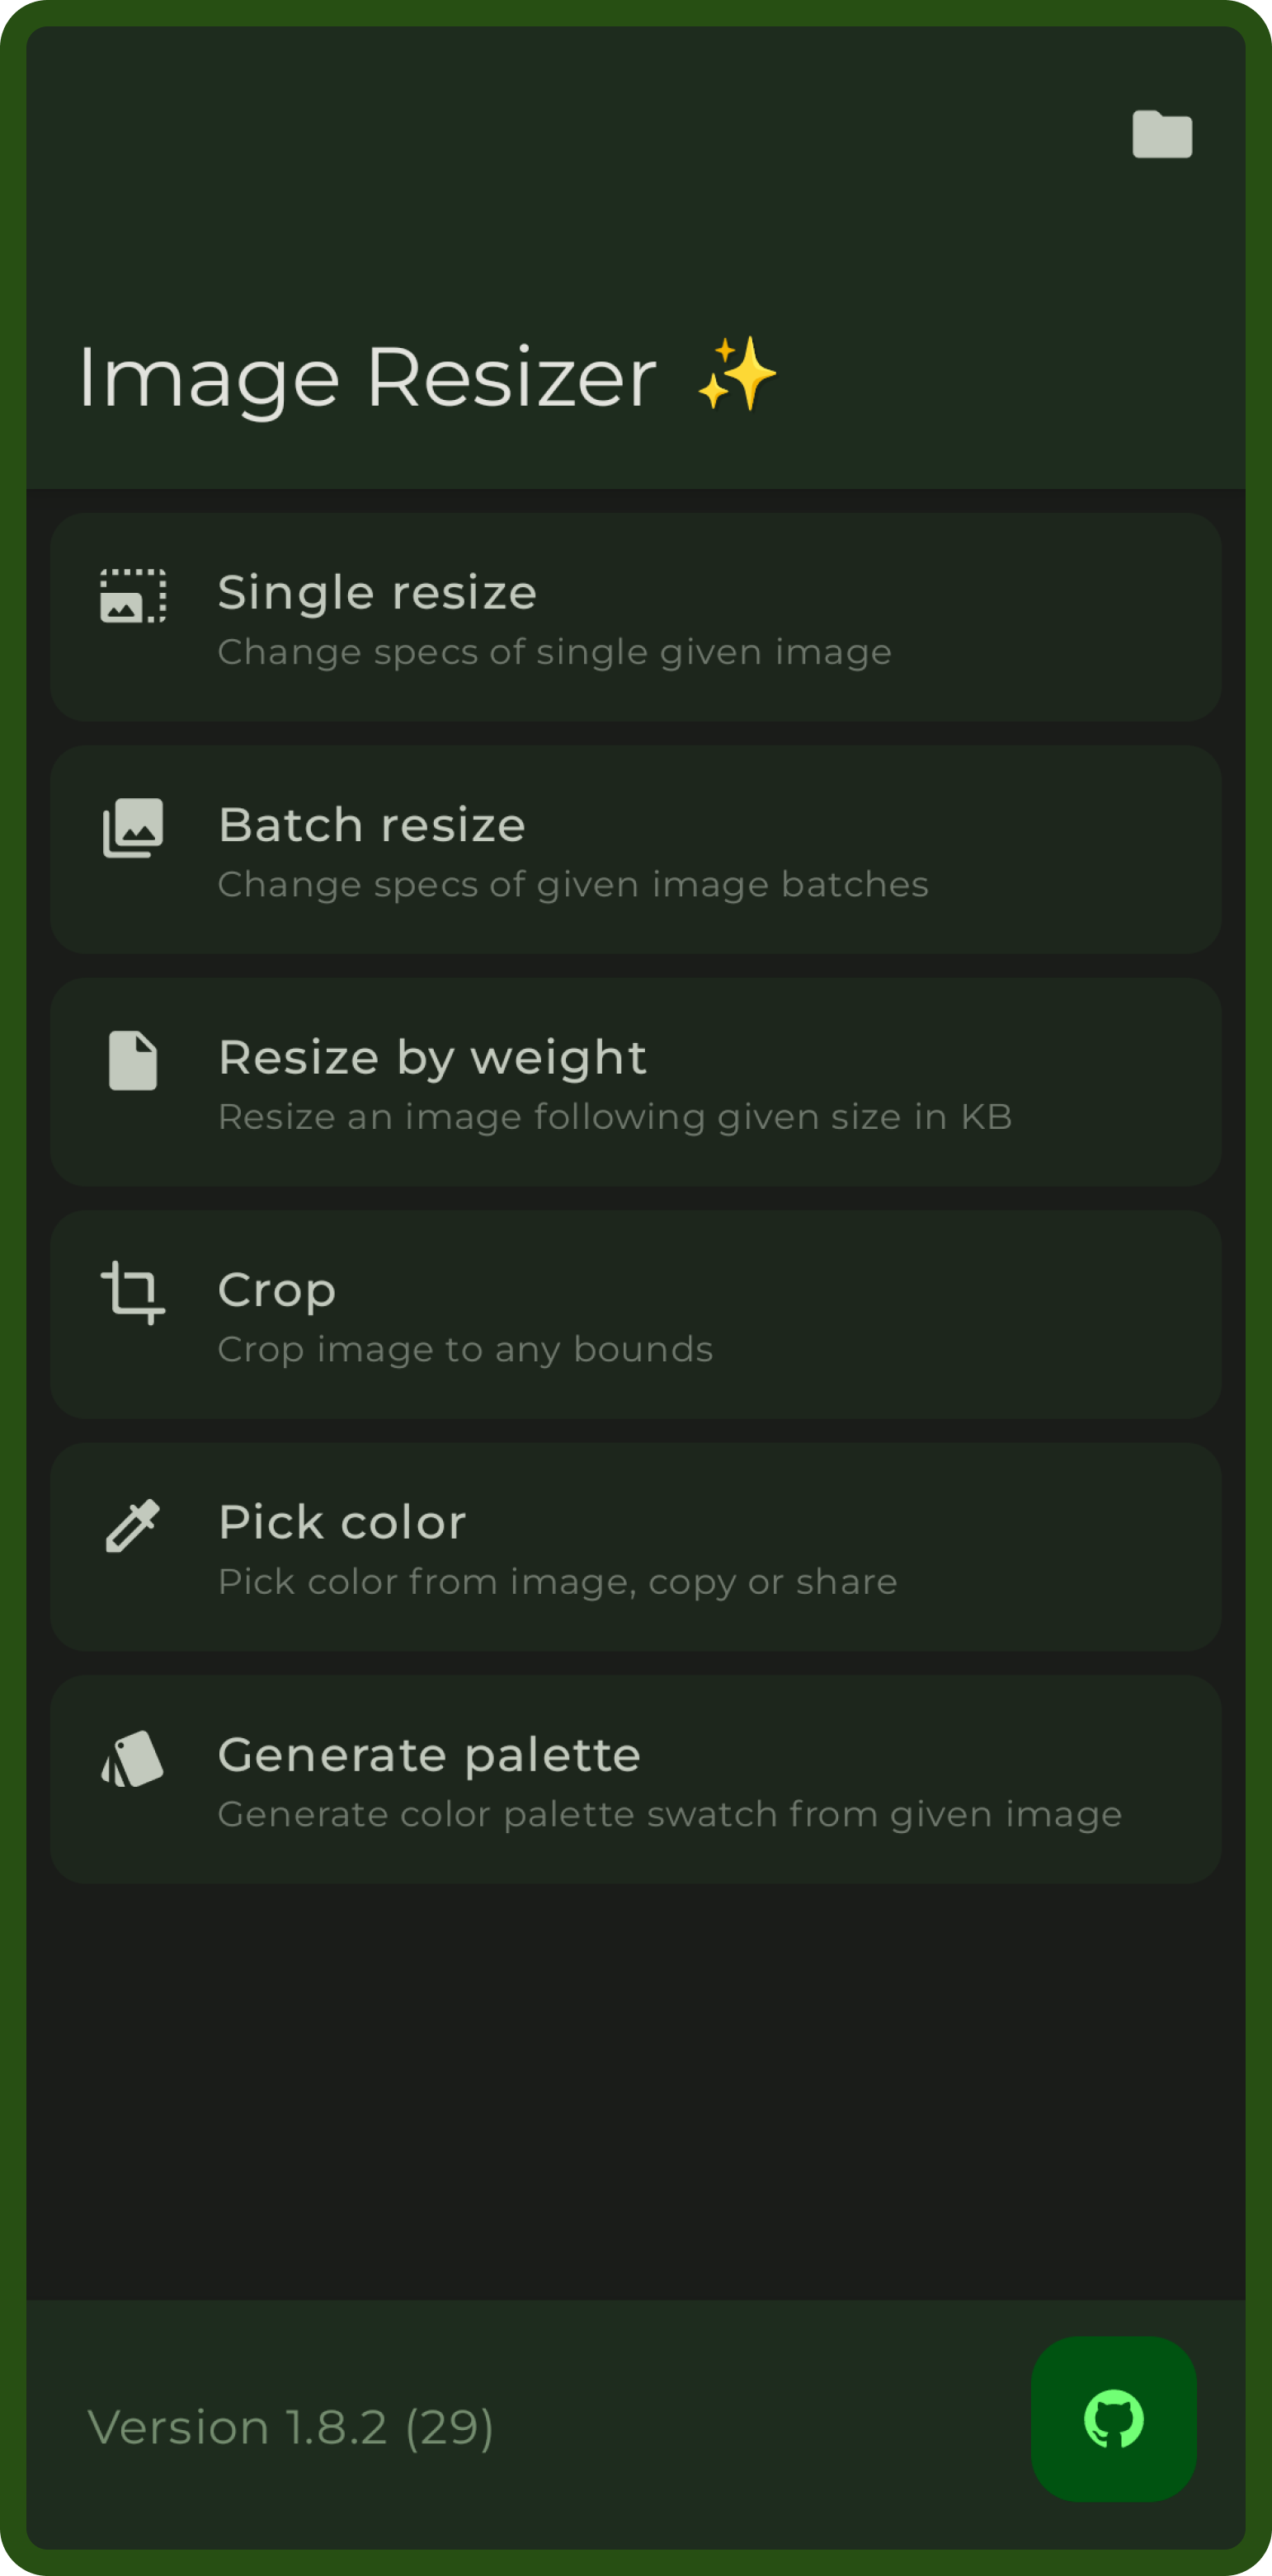 Image Resizer ✨
Single resize
Change specs of single given image
Batch resize
Change specs of given image batches
Resize by weight
Resize an image following given size in KB
Crop
Crop image to any bounds
Pick color
Pick color from image, copy or share
Generate palette
Generate color palette swatch from given image
Version 1.8.2 (29)